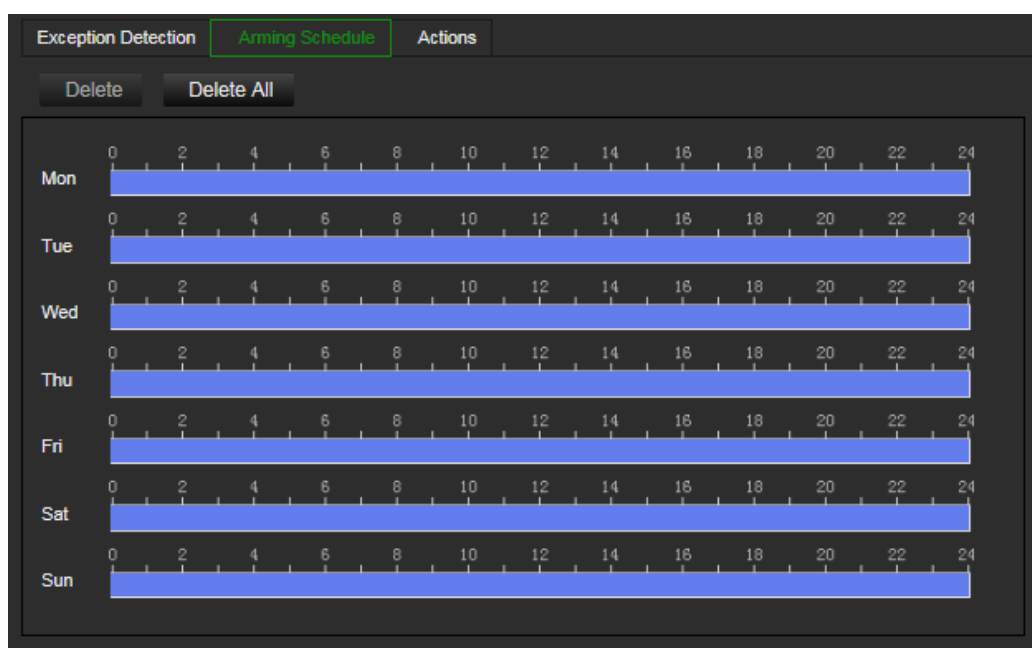 Exception Detection Arming Schedule Actions
Delete Delete All
0 2 4 6 8 10 12 14 16 18 20 22 24
Mon
0 2 4 6 8 10 12 14 16 18 20 22 24
Tue
0 2 4 6 8 10 12 14 16 18 20 22 24
Wed
0 2 4 6 8 10 12 14 16 18 20 22 24
Thu
0 2 4 6 8 10 12 14 16 18 20 22 24
Fri
0 2 4 6 8 10 12 14 16 18 20 22 24
Sat
0 2 4 6 8 10 12 14 16 18 20 22 24
Sun